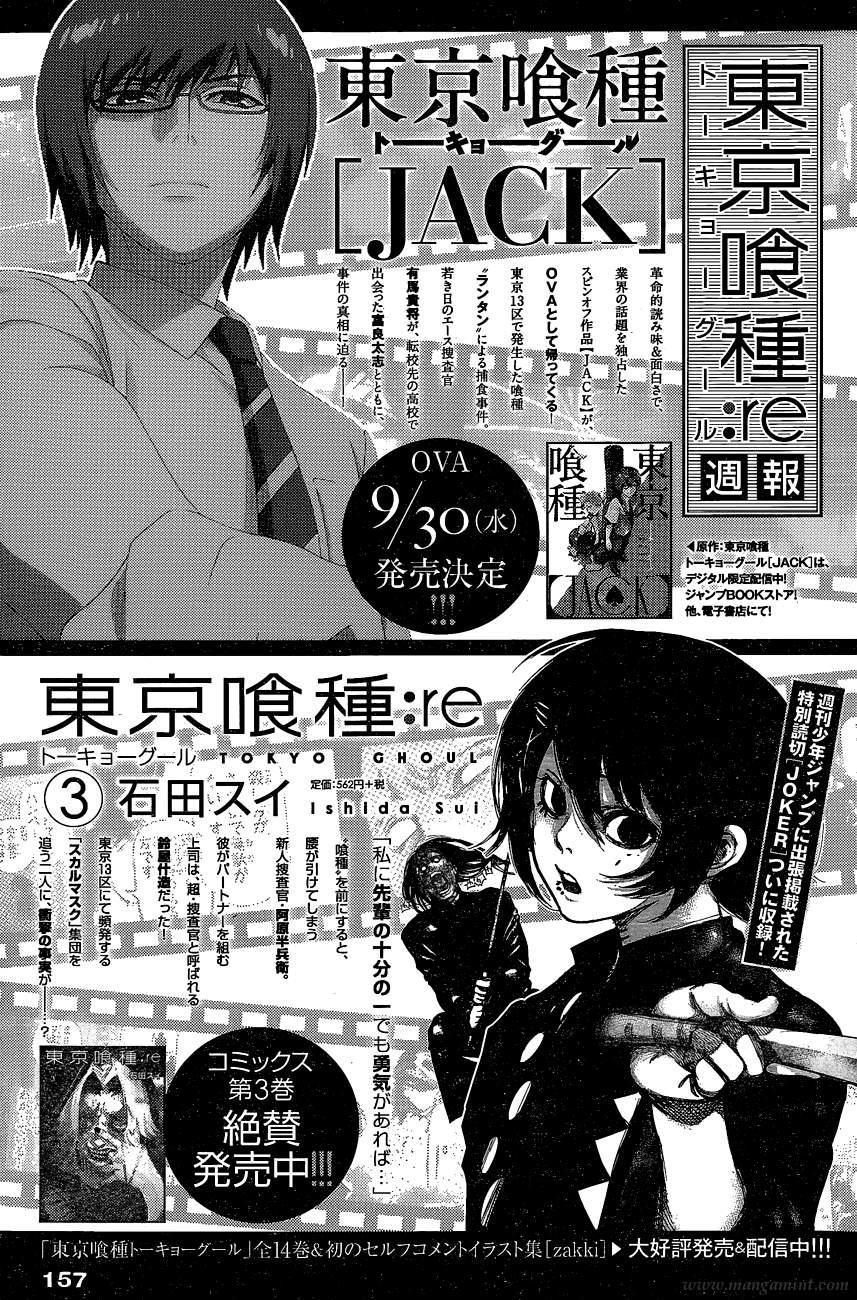 東京喰種:re
トーキョーグール
週報
東京喰種
トーキョーグール
[JACK]
革命的読み味&面白さで、
業界の話題を独占した
スピンオフ作品【JACK】が、
OVAとして帰ってくる―
東京13区で発生した喰種
〝ランタン〟による捕食事件。
若き日のエース捜査官
有馬貴将が、転校先の高校で
出会った富良太志とともに、
事件の真相に迫る――!
OVA
9/30(水)
発売決定
!!!
東京
喰種
JACK
◀原作:東京喰種
トーキョーグール[JACK]は、
デジタル限定配信中!
ジャンプBOOKストア!
他、電子書店にて!
東京喰種:re
トーキョーグール TOKYO GHOUL
③ 石田スイ 定価:562円+税
Ishida Sui
週刊少年ジャンプに出張掲載された
特別読切[JOKER]ついに収録!
「私に先輩の十分の一でも勇気があれば…」
〝喰種〟を前にすると、
腰が引けてしまう
新人捜査官・阿原半兵衛。
彼がパートナーを組む
上司は、〝超〟捜査官と呼ばれる
鈴屋什造だった!
東京13区にて頻発する
「スカルマスク」集団を
追う二人に、衝撃の事実が――?
東京喰種:re
石田スイ
コミックス
第3巻
絶賛
発売中!!!
「東京喰種トーキョーグール」全14巻&初のセルフコメントイラスト集[zakki]▶大好評発売&配信中!!!
157
www.mangamint.com